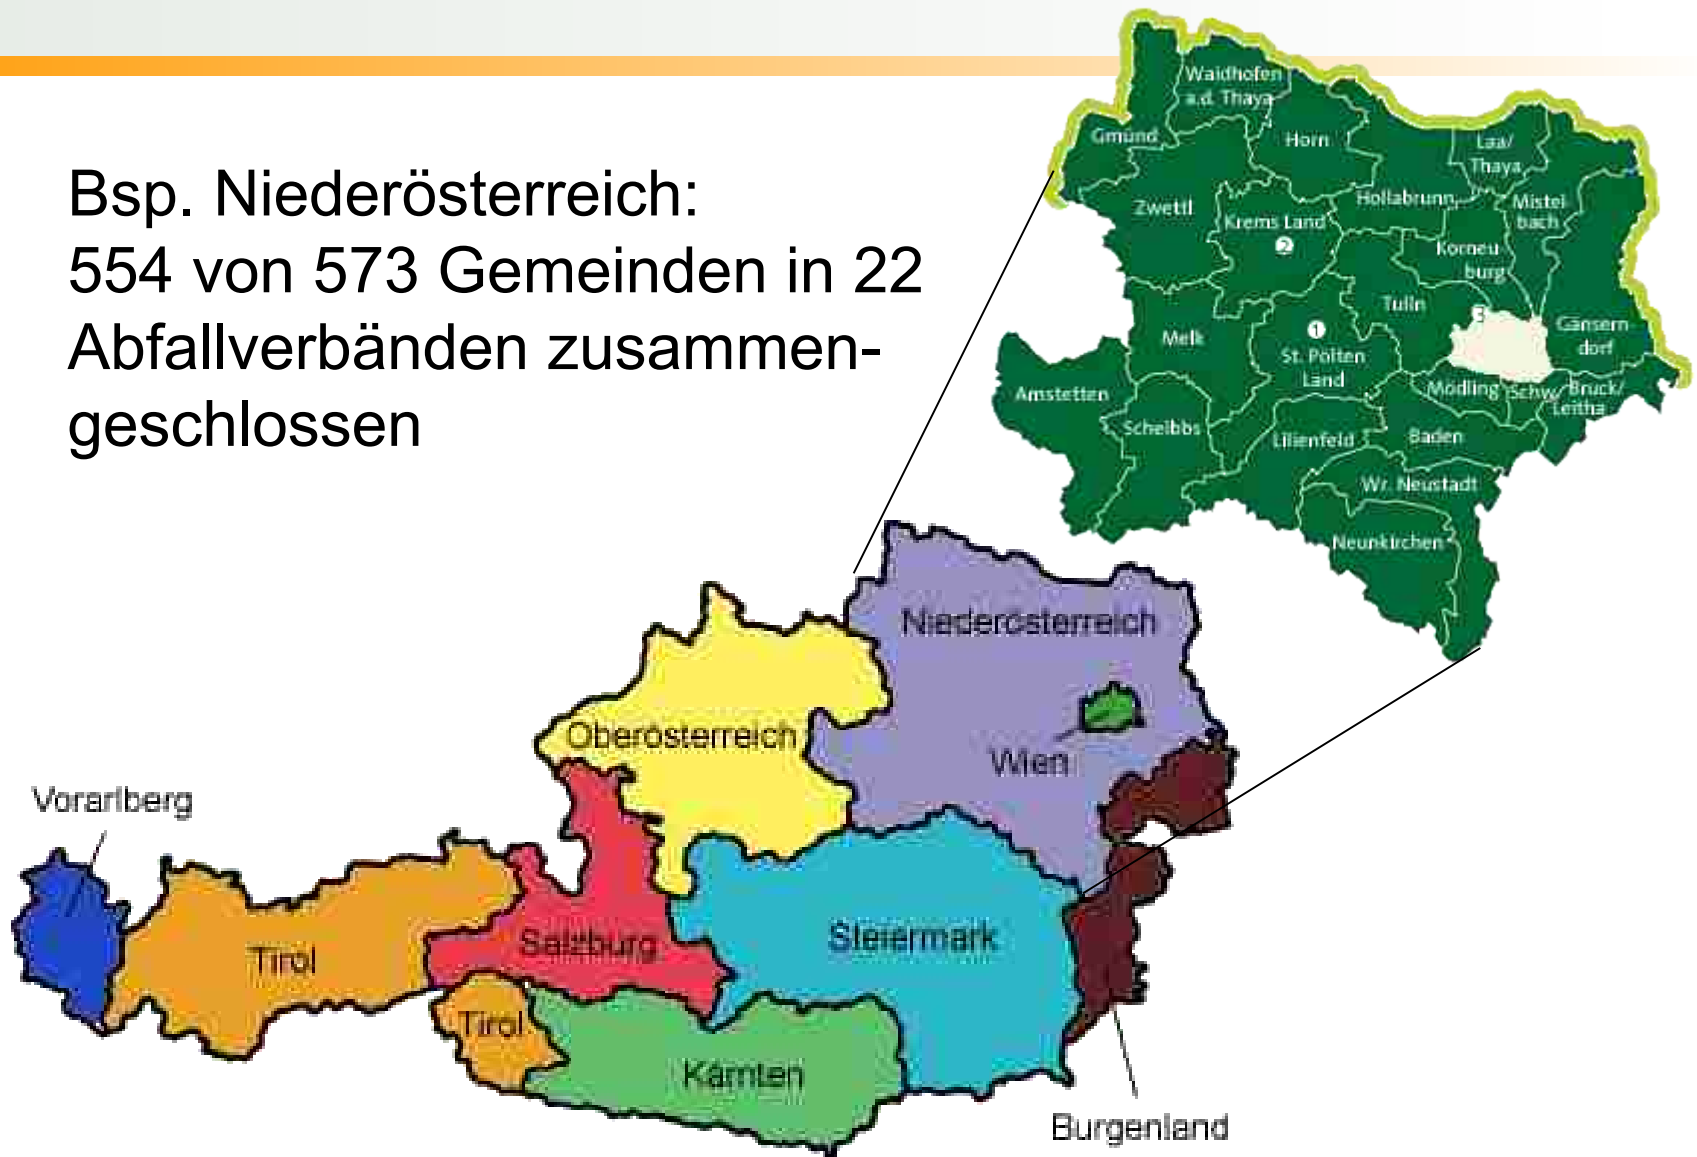 Bsp. Niederösterreich:
554 von 573 Gemeinden in 22
Abfallverbänden zusammen-
geschlossen
Waidhofen
a.d. Thaya
Gmünd
Horn
Laa/
Thaya
Zwettl
Krems Land
2
Hollabrunn
Mistel
bach
Korneu
burg
Tulln
3
Gänsern
dorf
Melk
1
St. Pölten
Land
Amstetten
Mödling
Schw.
Bruck/
Leitha
Scheibbs
Lilienfeld
Baden
Wr. Neustadt
Neunkirchen
Niederösterreich
Oberösterreich
Wien
Vorarlberg
Tirol
Salzburg
Steiermark
Tirol
Kärnten
Burgenland